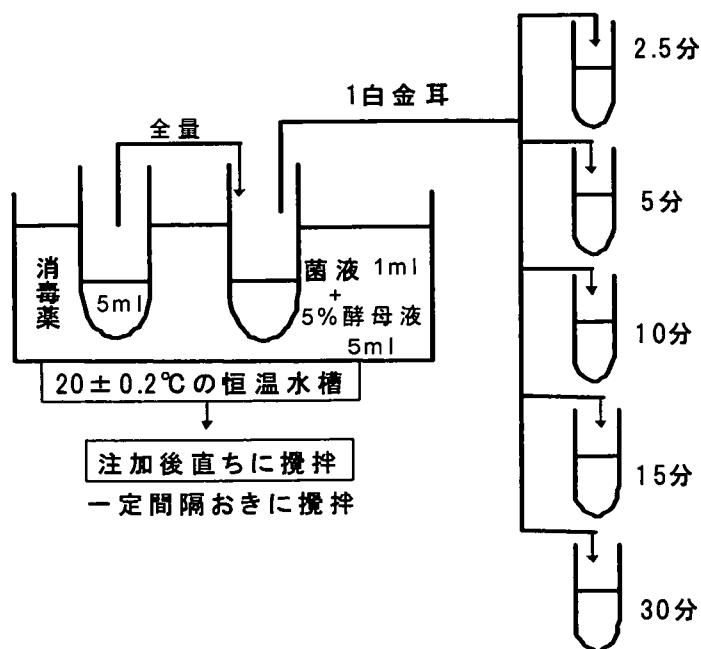 全量
1白金耳
消毒薬
5ml
菌液 1ml
+
5%酵母液
5ml
20±0.2℃の恒温水槽
注加後直ちに攪拌
一定間隔おきに攪拌
2.5分
5分
10分
15分
30分